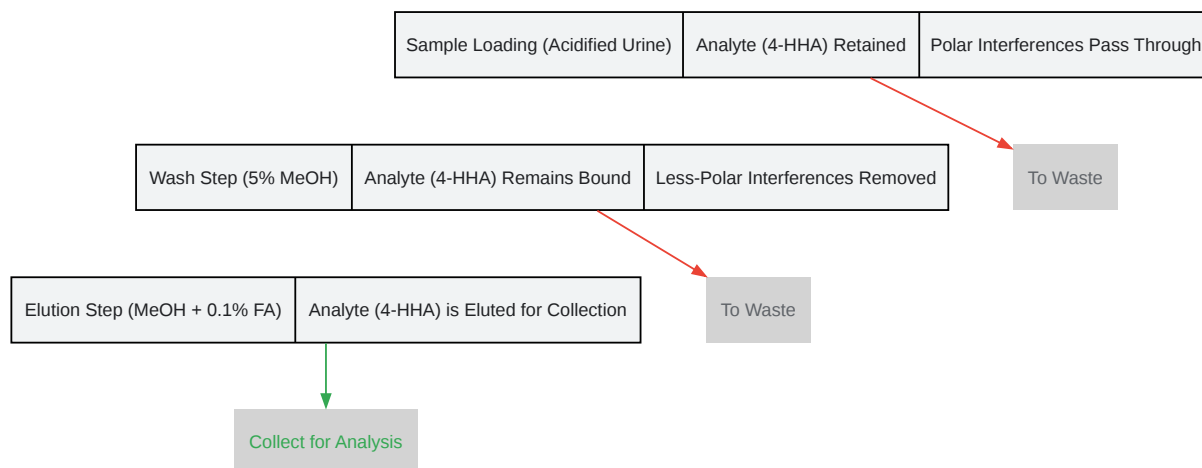 Sample Loading (Acidified Urine)
Analyte (4-HHA) Retained
Polar Interferences Pass Through
To Waste
Wash Step (5% MeOH)
Analyte (4-HHA) Remains Bound
Less-Polar Interferences Removed
To Waste
Elution Step (MeOH + 0.1% FA)
Analyte (4-HHA) is Eluted for Collection
Collect for Analysis